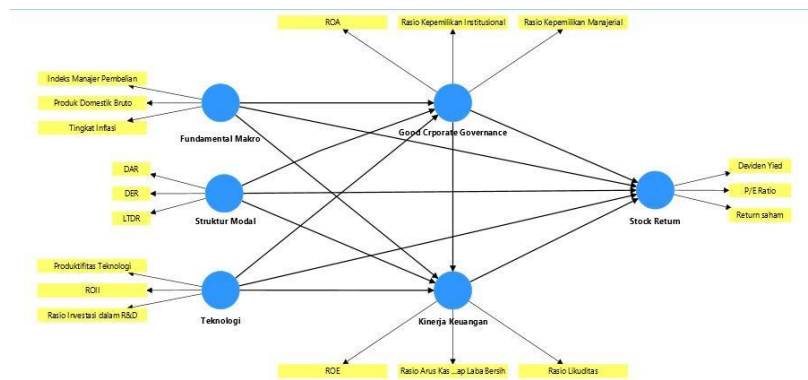 ROA
Rasio Kepemilikan Institusional
Rasio Kepemilikan Manajerial
Indeks Manajer Pembelian
Produk Domestik Bruto
Tingkat Inflasi
Fundamental Makro
Good Crporate Governance
DAR
DER
LTDR
Struktur Modal
Deviden Yied
P/E Ratio
Return saham
Stock Return
Produktifitas Teknologi
ROII
Rasio Investasi dalam R&D
Teknologi
Kinerja Keuangan
ROE
Rasio Arus Kas ...ap Laba Bersih
Rasio Likuditas